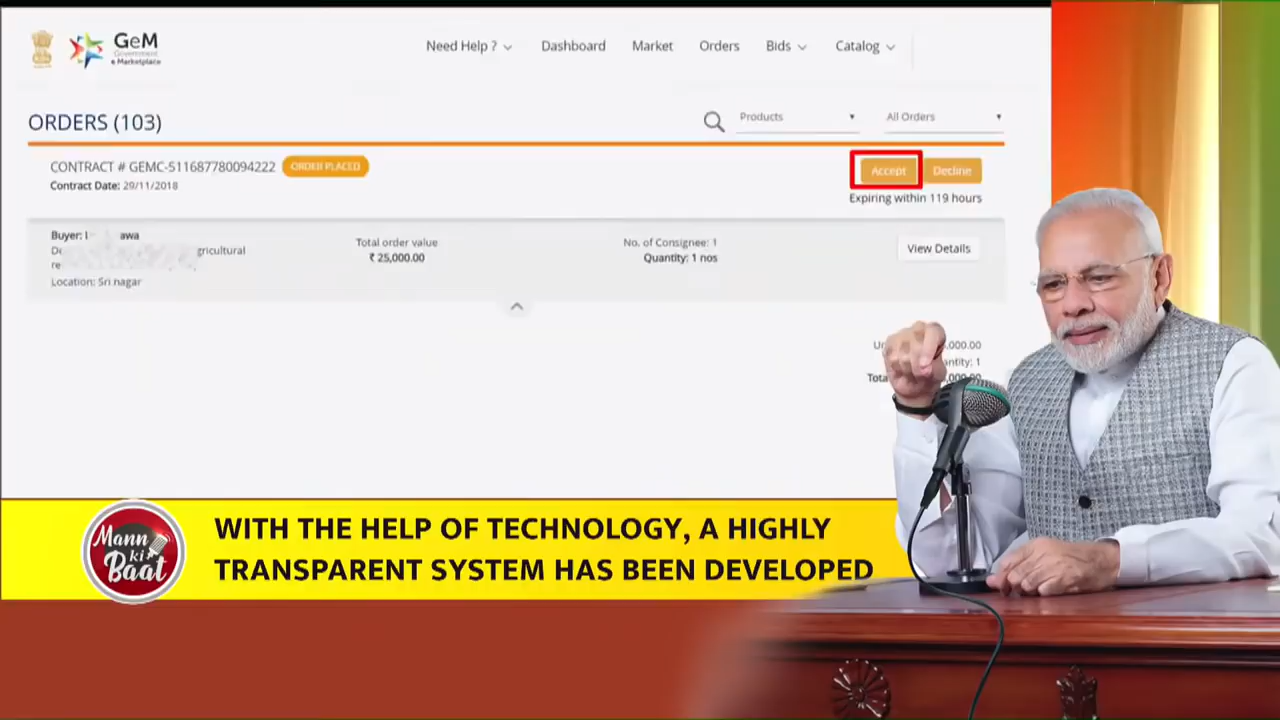 GeM
Government
e Marketplace
Need Help ?
Dashboard
Market
Orders
Bids
Catalog
ORDERS (103)
Products
All Orders
CONTRACT # GEMC-511687780094222
ORDER PLACED
Accept
Decline
Contract Date: 29/11/2018
Expiring within 119 hours
Buyer: I awa
gricultural
Location: Sri nagar
Total order value
₹ 25,000.00
No. of Consignee: 1
Quantity: 1 nos
View Details
Mann
ki
Baat
WITH THE HELP OF TECHNOLOGY, A HIGHLY
TRANSPARENT SYSTEM HAS BEEN DEVELOPED